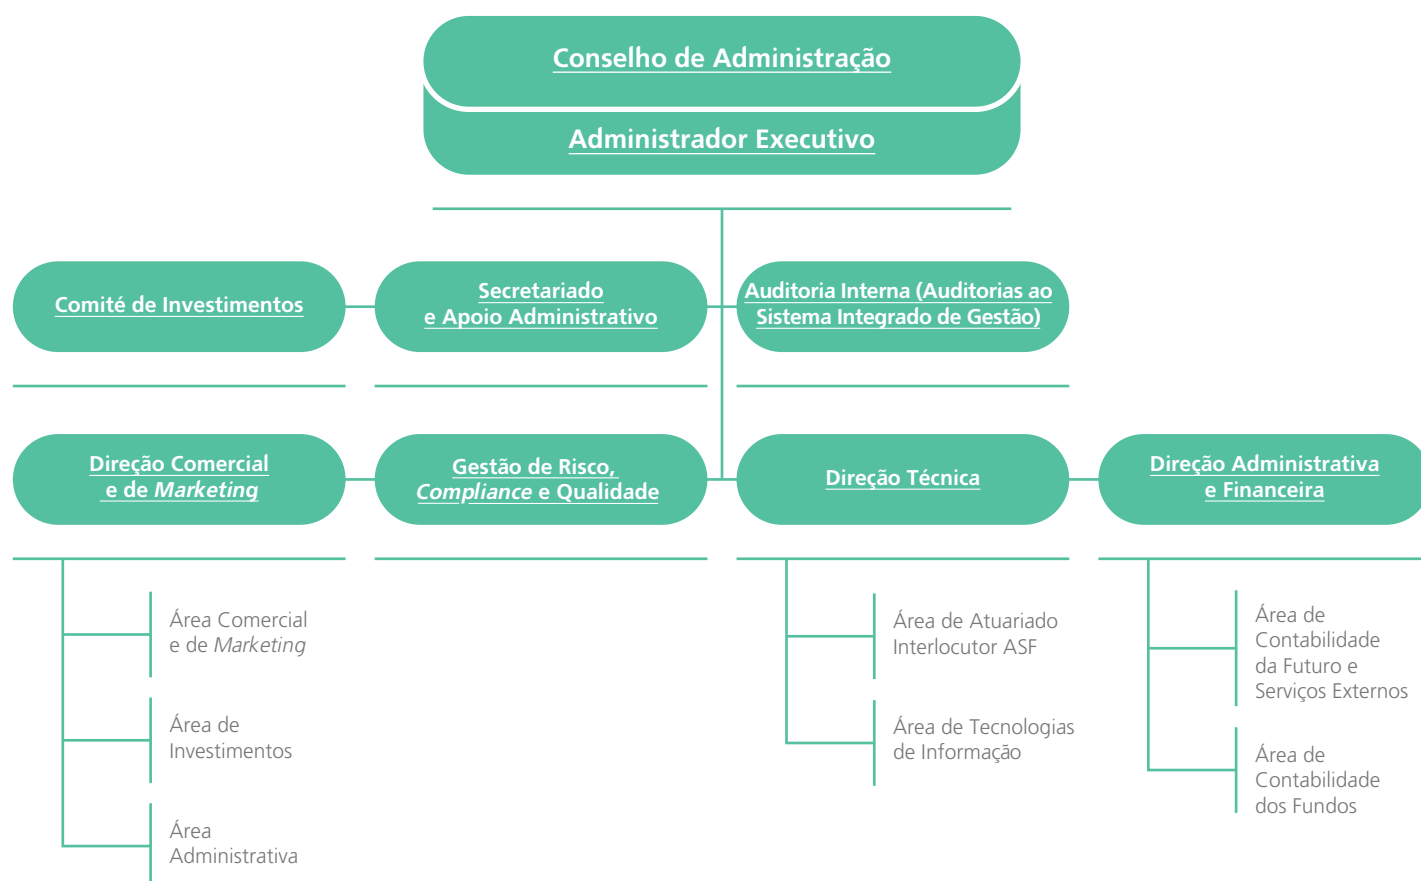 Conselho de Administração
Administrador Executivo
Comité de Investimentos
Secretariado
e Apoio Administrativo
Auditoria Interna (Auditorias ao
Sistema Integrado de Gestão)
Direção Comercial
e de Marketing
Gestão de Risco,
Compliance e Qualidade
Direção Técnica
Direção Administrativa
e Financeira
Área Comercial
e de Marketing
Área de
Investimentos
Área
Administrativa
Área de Atuariado
Interlocutor ASF
Área de Tecnologias
de Informação
Área de
Contabilidade
da Futuro e
Serviços Externos
Área de
Contabilidade
dos Fundos